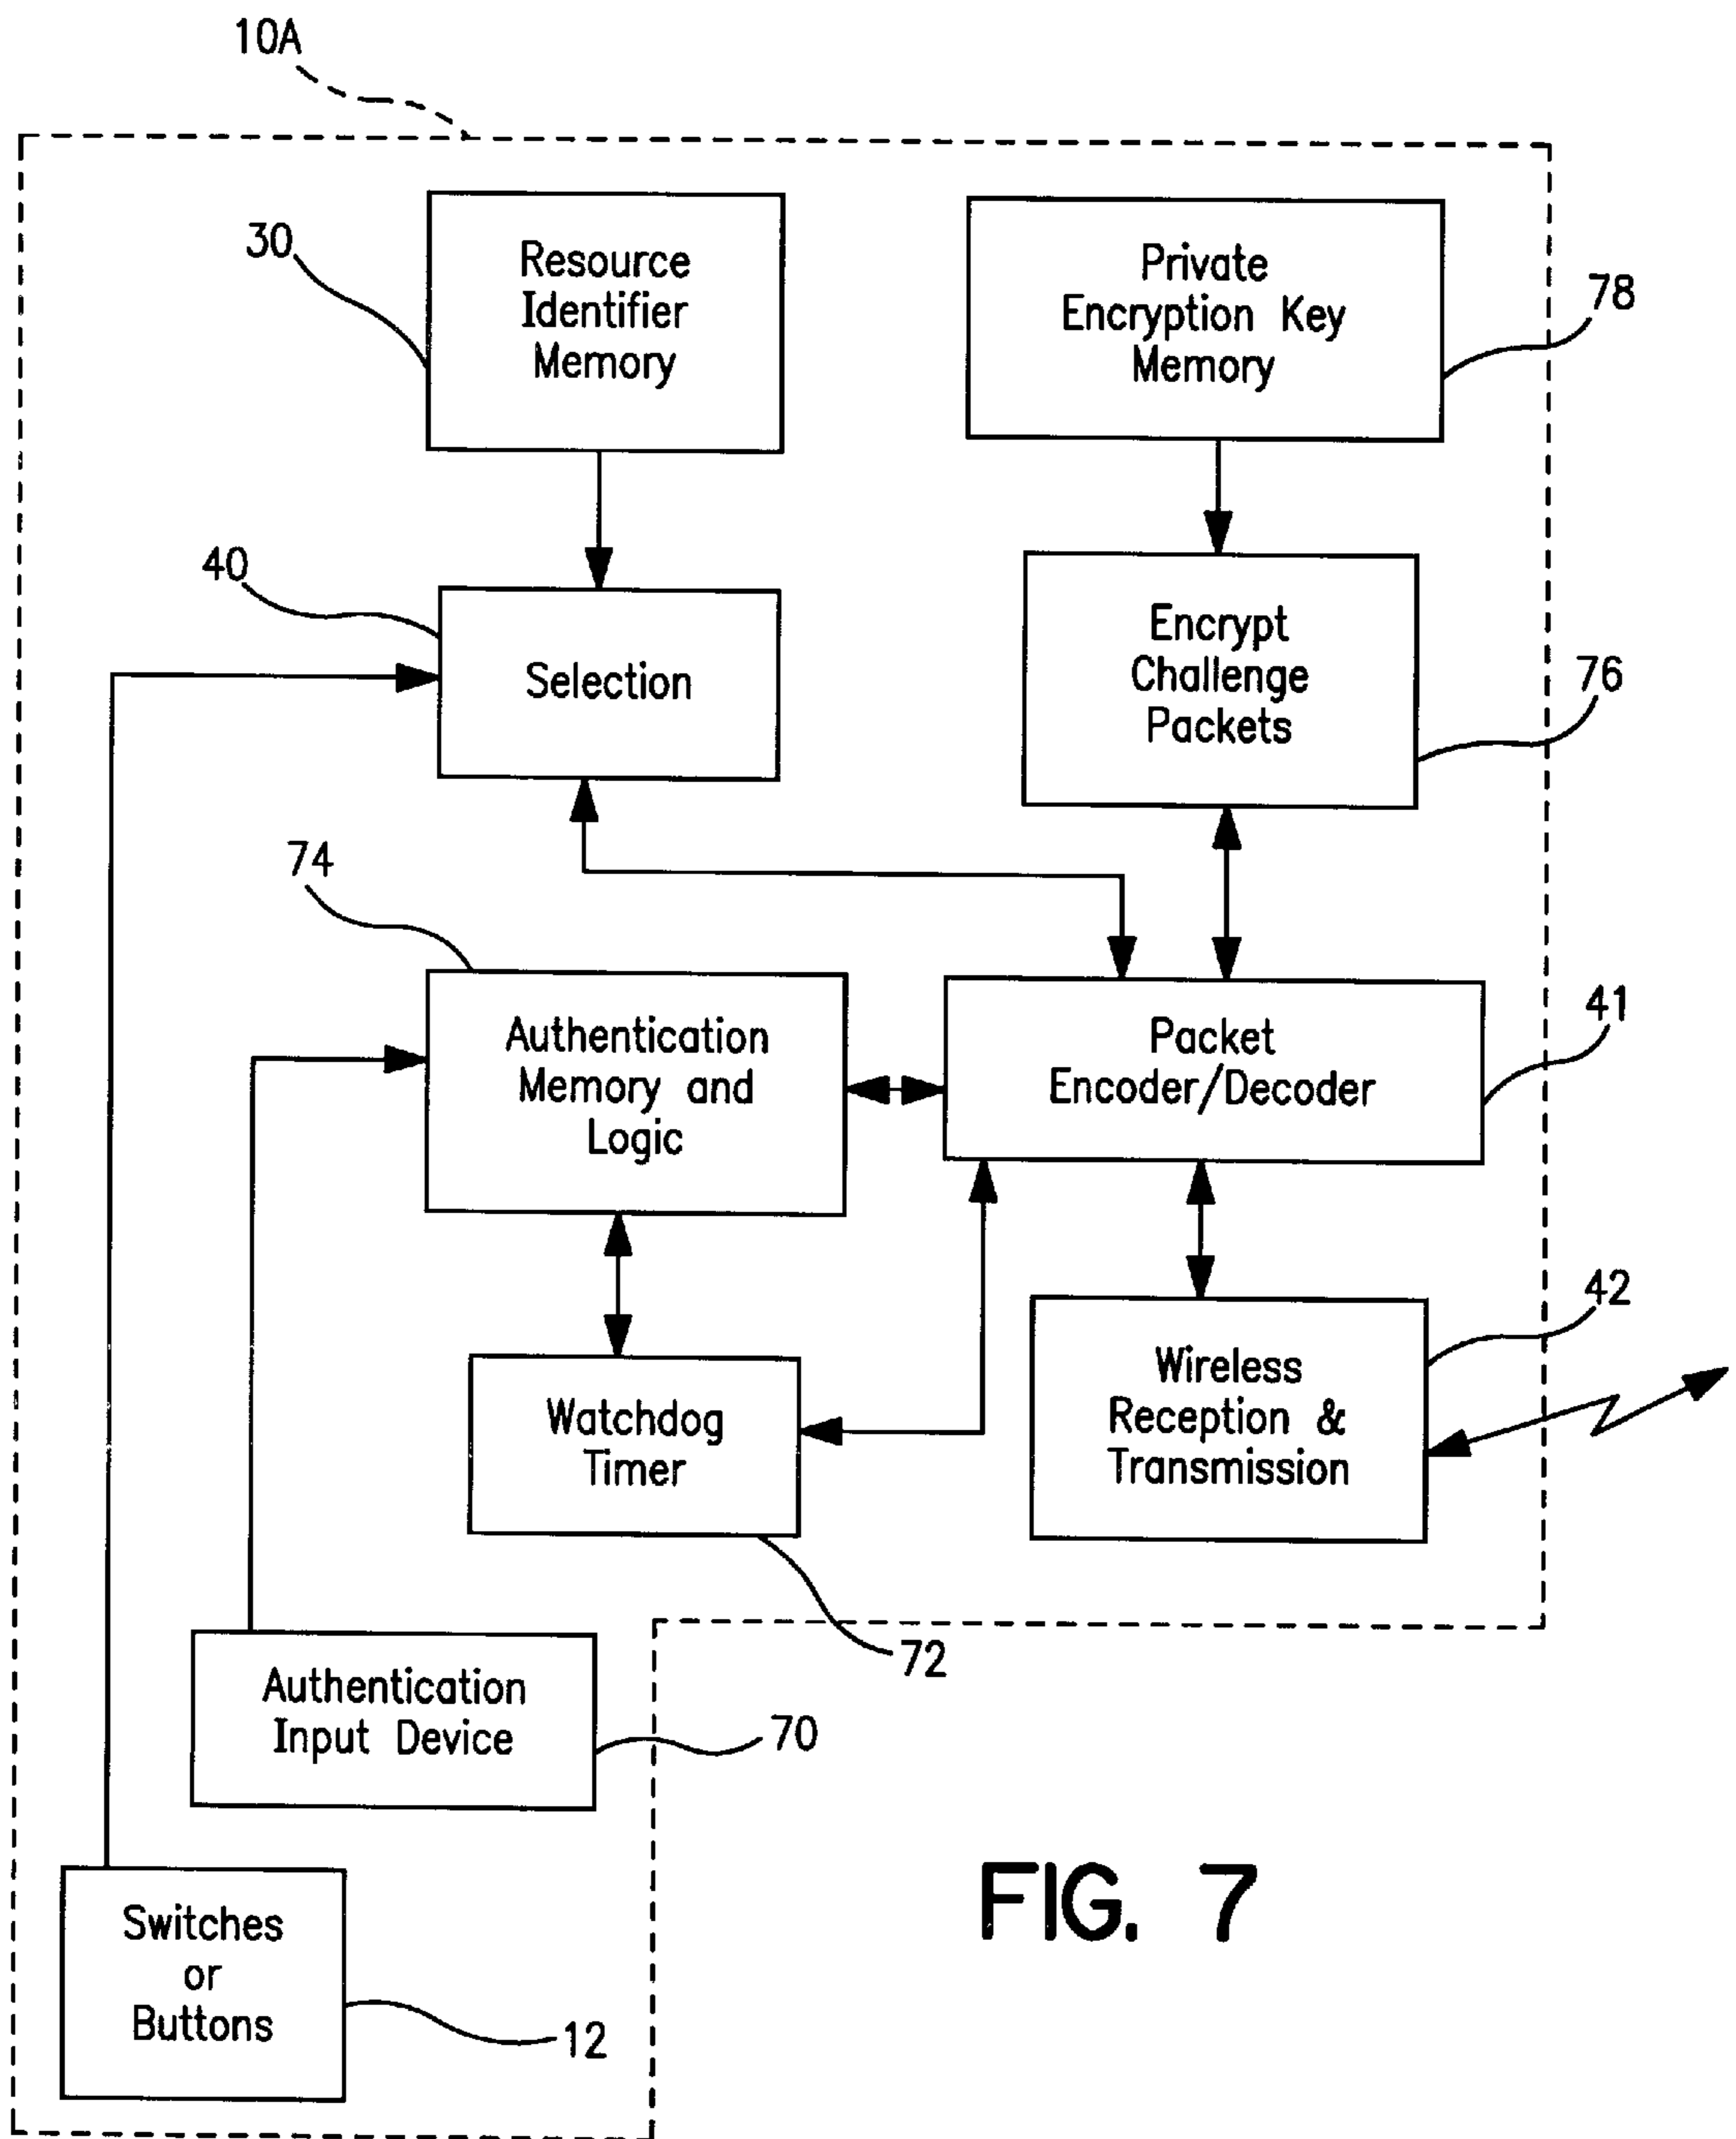 10A
30
Resource
Identifier
Memory
Private
Encryption Key
Memory
78
40
Selection
Encrypt
Challenge
Packets
76
74
Authentication
Memory and
Logic
Packet
Encoder/Decoder
41
Watchdog
Timer
Wireless
Reception &
Transmission
42
72
Authentication
Input Device
70
Switches
or
Buttons
12
FIG. 7